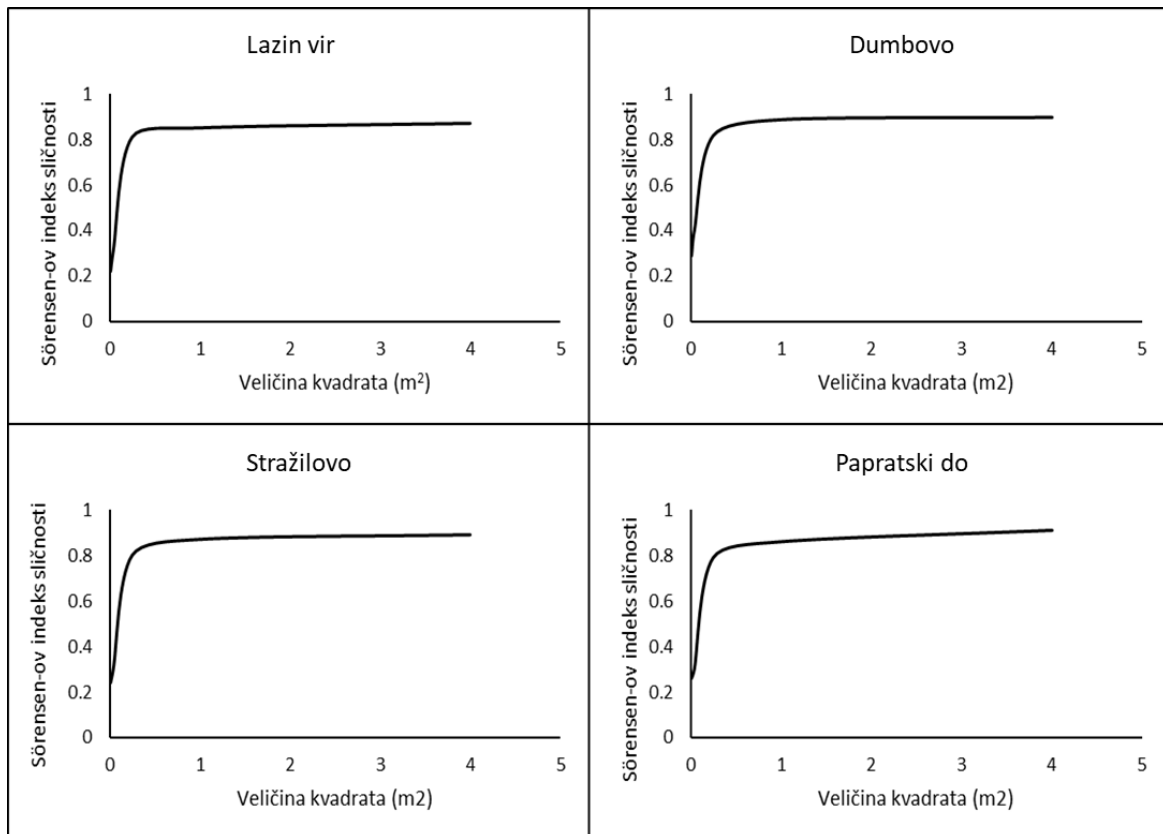 Lazin vir
Sörensen-ov indeks sličnosti
1
0.8
0.6
0.4
0.2
0
0 1 2 3 4 5
Veličina kvadrata (m²)
Dumbovo
Sörensen-ov indeks sličnosti
1
0.8
0.6
0.4
0.2
0
0 1 2 3 4 5
Veličina kvadrata (m2)
Stražilovo
Sörensen-ov indeks sličnosti
1
0.8
0.6
0.4
0.2
0
0 1 2 3 4 5
Veličina kvadrata (m2)
Papratski do
Sörensen-ov indeks sličnosti
1
0.8
0.6
0.4
0.2
0
0 1 2 3 4 5
Veličina kvadrata (m2)